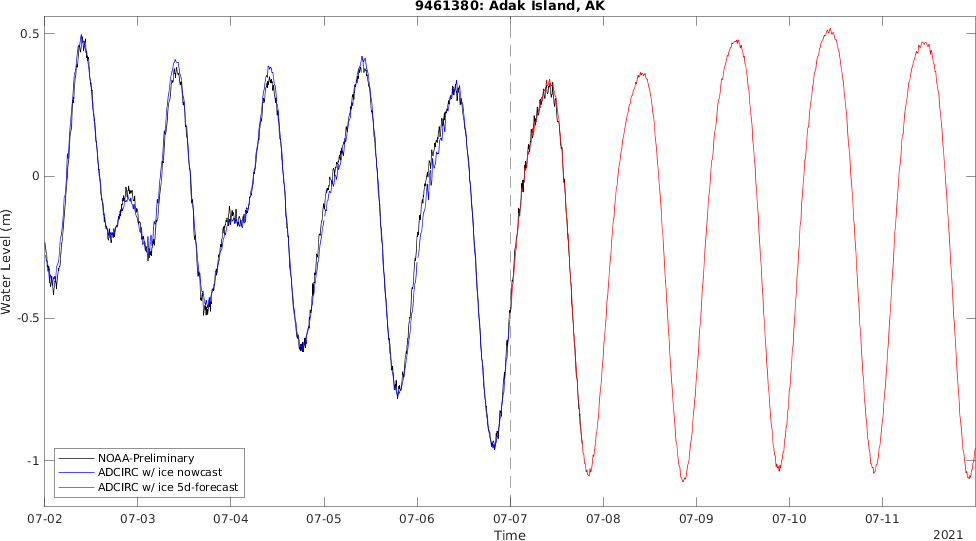 9461380: Adak Island, AK
0.5
0
-0.5
-1
Water Level (m)
NOAA-Preliminary
ADCIRC w/ ice nowcast
ADCIRC w/ ice 5d-forecast
07-02 07-03 07-04 07-05 07-06 07-07 07-08 07-09 07-10 07-11
Time
2021